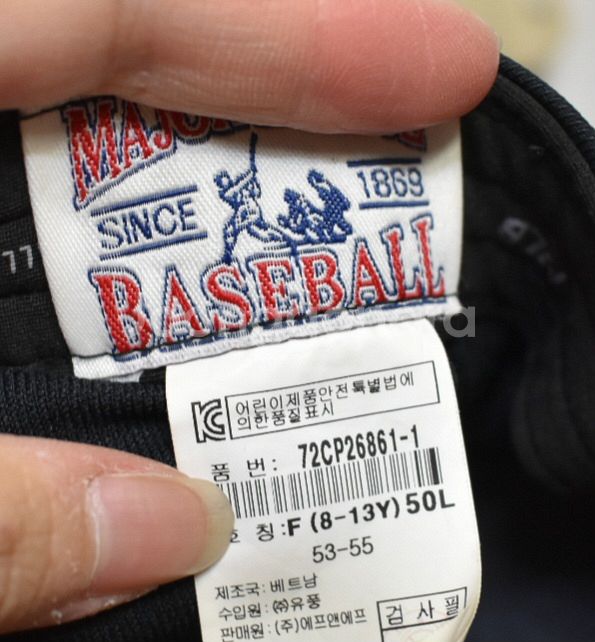 MAJOR
SINCE 1869
BASEBALL
어린이제품안전특별법에
의한품질표시
품 번: 72CP26861-1
칭:F (8-13Y) 50L
53-55
제조국: 베트남
수입원: ㈜유풍
판매원: (주)에프앤에프
검사필